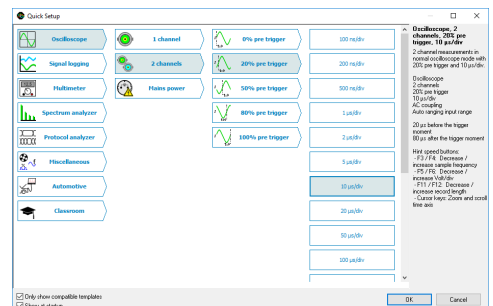 Quick Setup
Oscilloscope
Signal logging
Multimeter
Spectrum analyzer
Protocol analyzer
Miscellaneous
Automotive
Classroom
1 channel
2 channels
Mains power
0% pre trigger
20% pre trigger
50% pre trigger
80% pre trigger
100% pre trigger
100 ns/div
200 ns/div
500 ns/div
1 µs/div
2 µs/div
5 µs/div
10 µs/div
20 µs/div
50 µs/div
100 µs/div
Oscilloscope, 2
channels, 20% pre
trigger, 10 µs/div
2 channel measurements in
normal oscilloscope mode with
20% pre trigger and 10 µs/div.
Oscilloscope
2 channels
20% pre trigger
10 µs/div
AC coupling
Auto ranging input range
20 µs before the trigger
moment
80 µs after the trigger moment
Hint speed buttons:
- F3 / F4: Decrease /
increase sample frequency
- F5 / F6: Decrease /
increase Volt/div
- F11 / F12: Decrease /
increase record length
- Cursor keys: Zoom and scroll
time axis
Only show compatible templates
Show at startup
OK
Cancel